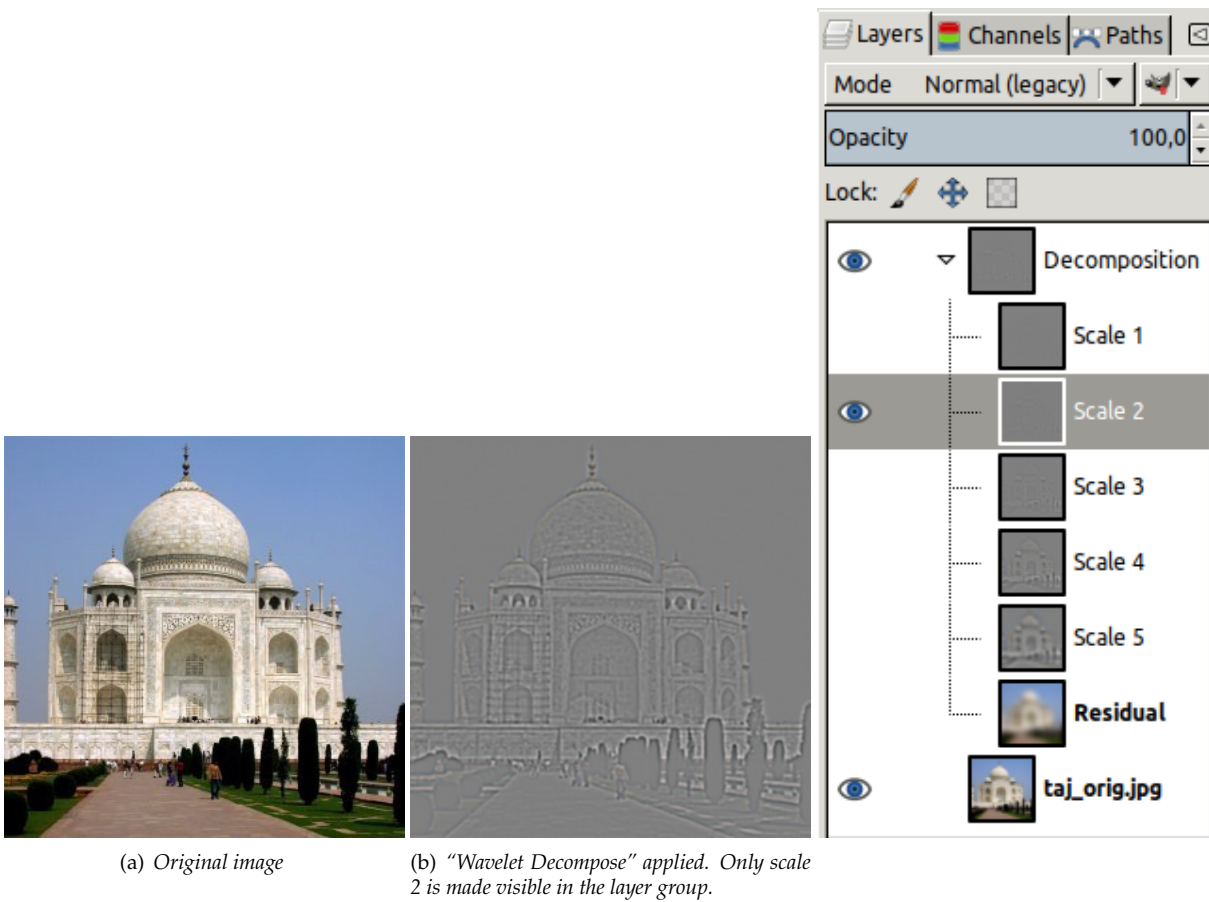 Layers Channels Paths
Mode Normal (legacy)
Opacity 100,0
Lock:
Decomposition
Scale 1
Scale 2
Scale 3
Scale 4
Scale 5
Residual
taj_orig.jpg
(a) Original image
(b) “Wavelet Decompose” applied. Only scale
2 is made visible in the layer group.